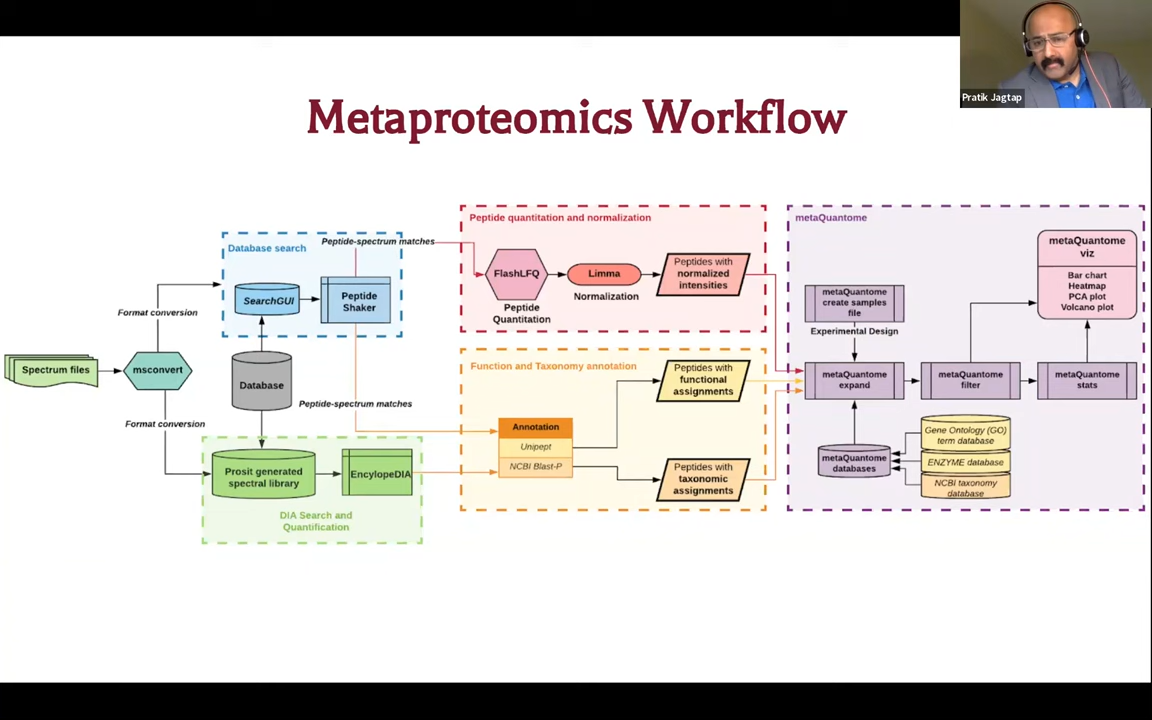 Pratik Jagtap
Metaproteomics Workflow
Spectrum files
msconvert
Format conversion
Format conversion
Database search
Peptide-spectrum matches
SearchGUI
Peptide
Shaker
Database
Peptide-spectrum matches
Prosit generated
spectral library
EncylopeDIA
DIA Search and
Quantification
Peptide quantitation and normalization
FlashLFQ
Peptide
Quantitation
Limma
Normalization
Peptides with
normalized
intensities
Function and Taxonomy annotation
Annotation
Unipept
NCBI Blast-P
Peptides with
functional
assignments
Peptides with
taxonomic
assignments
metaQuantome
metaQuantome
create samples
file
Experimental Design
metaQuantome
expand
metaQuantome
filter
metaQuantome
stats
metaQuantome
viz
Bar chart
Heatmap
PCA plot
Volcano plot
metaQuantome
databases
Gene Ontology (GO)
term database
ENZYME database
NCBI taxonomy
database